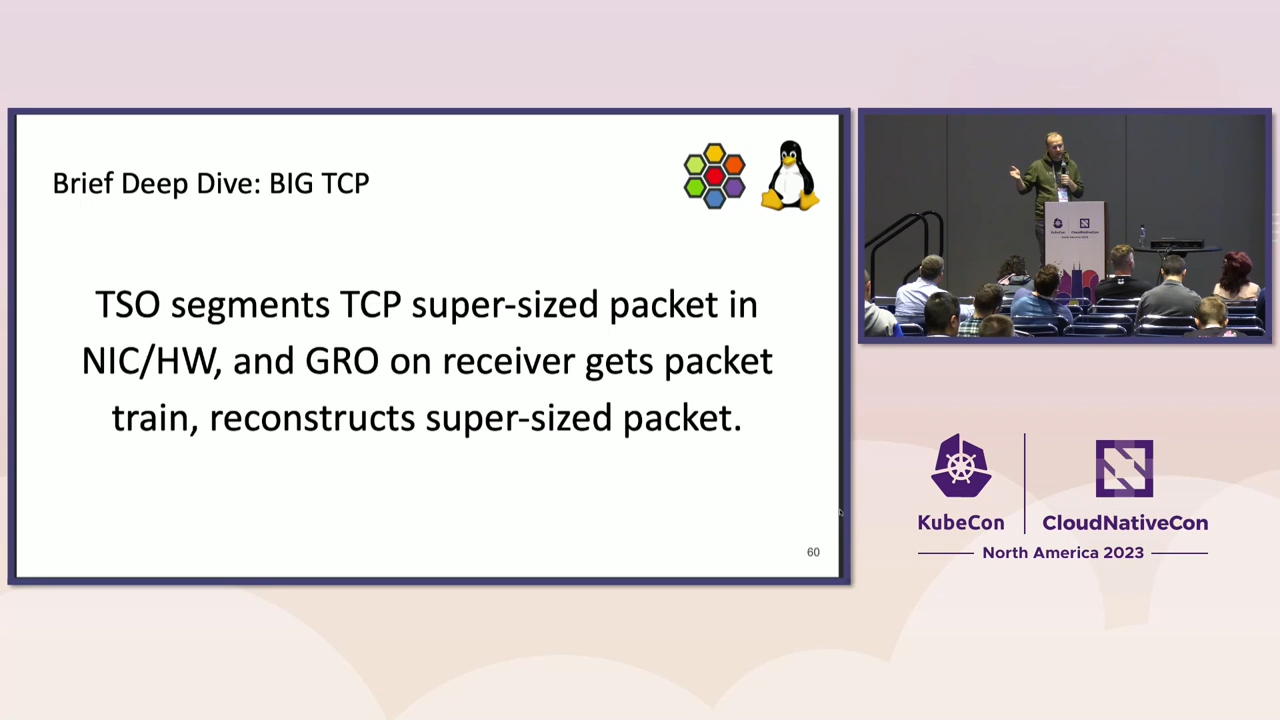 Brief Deep Dive: BIG TCP
TSO segments TCP super-sized packet in
NIC/HW, and GRO on receiver gets packet
train, reconstructs super-sized packet.
60
KubeCon
CloudNativeCon
North America 2023